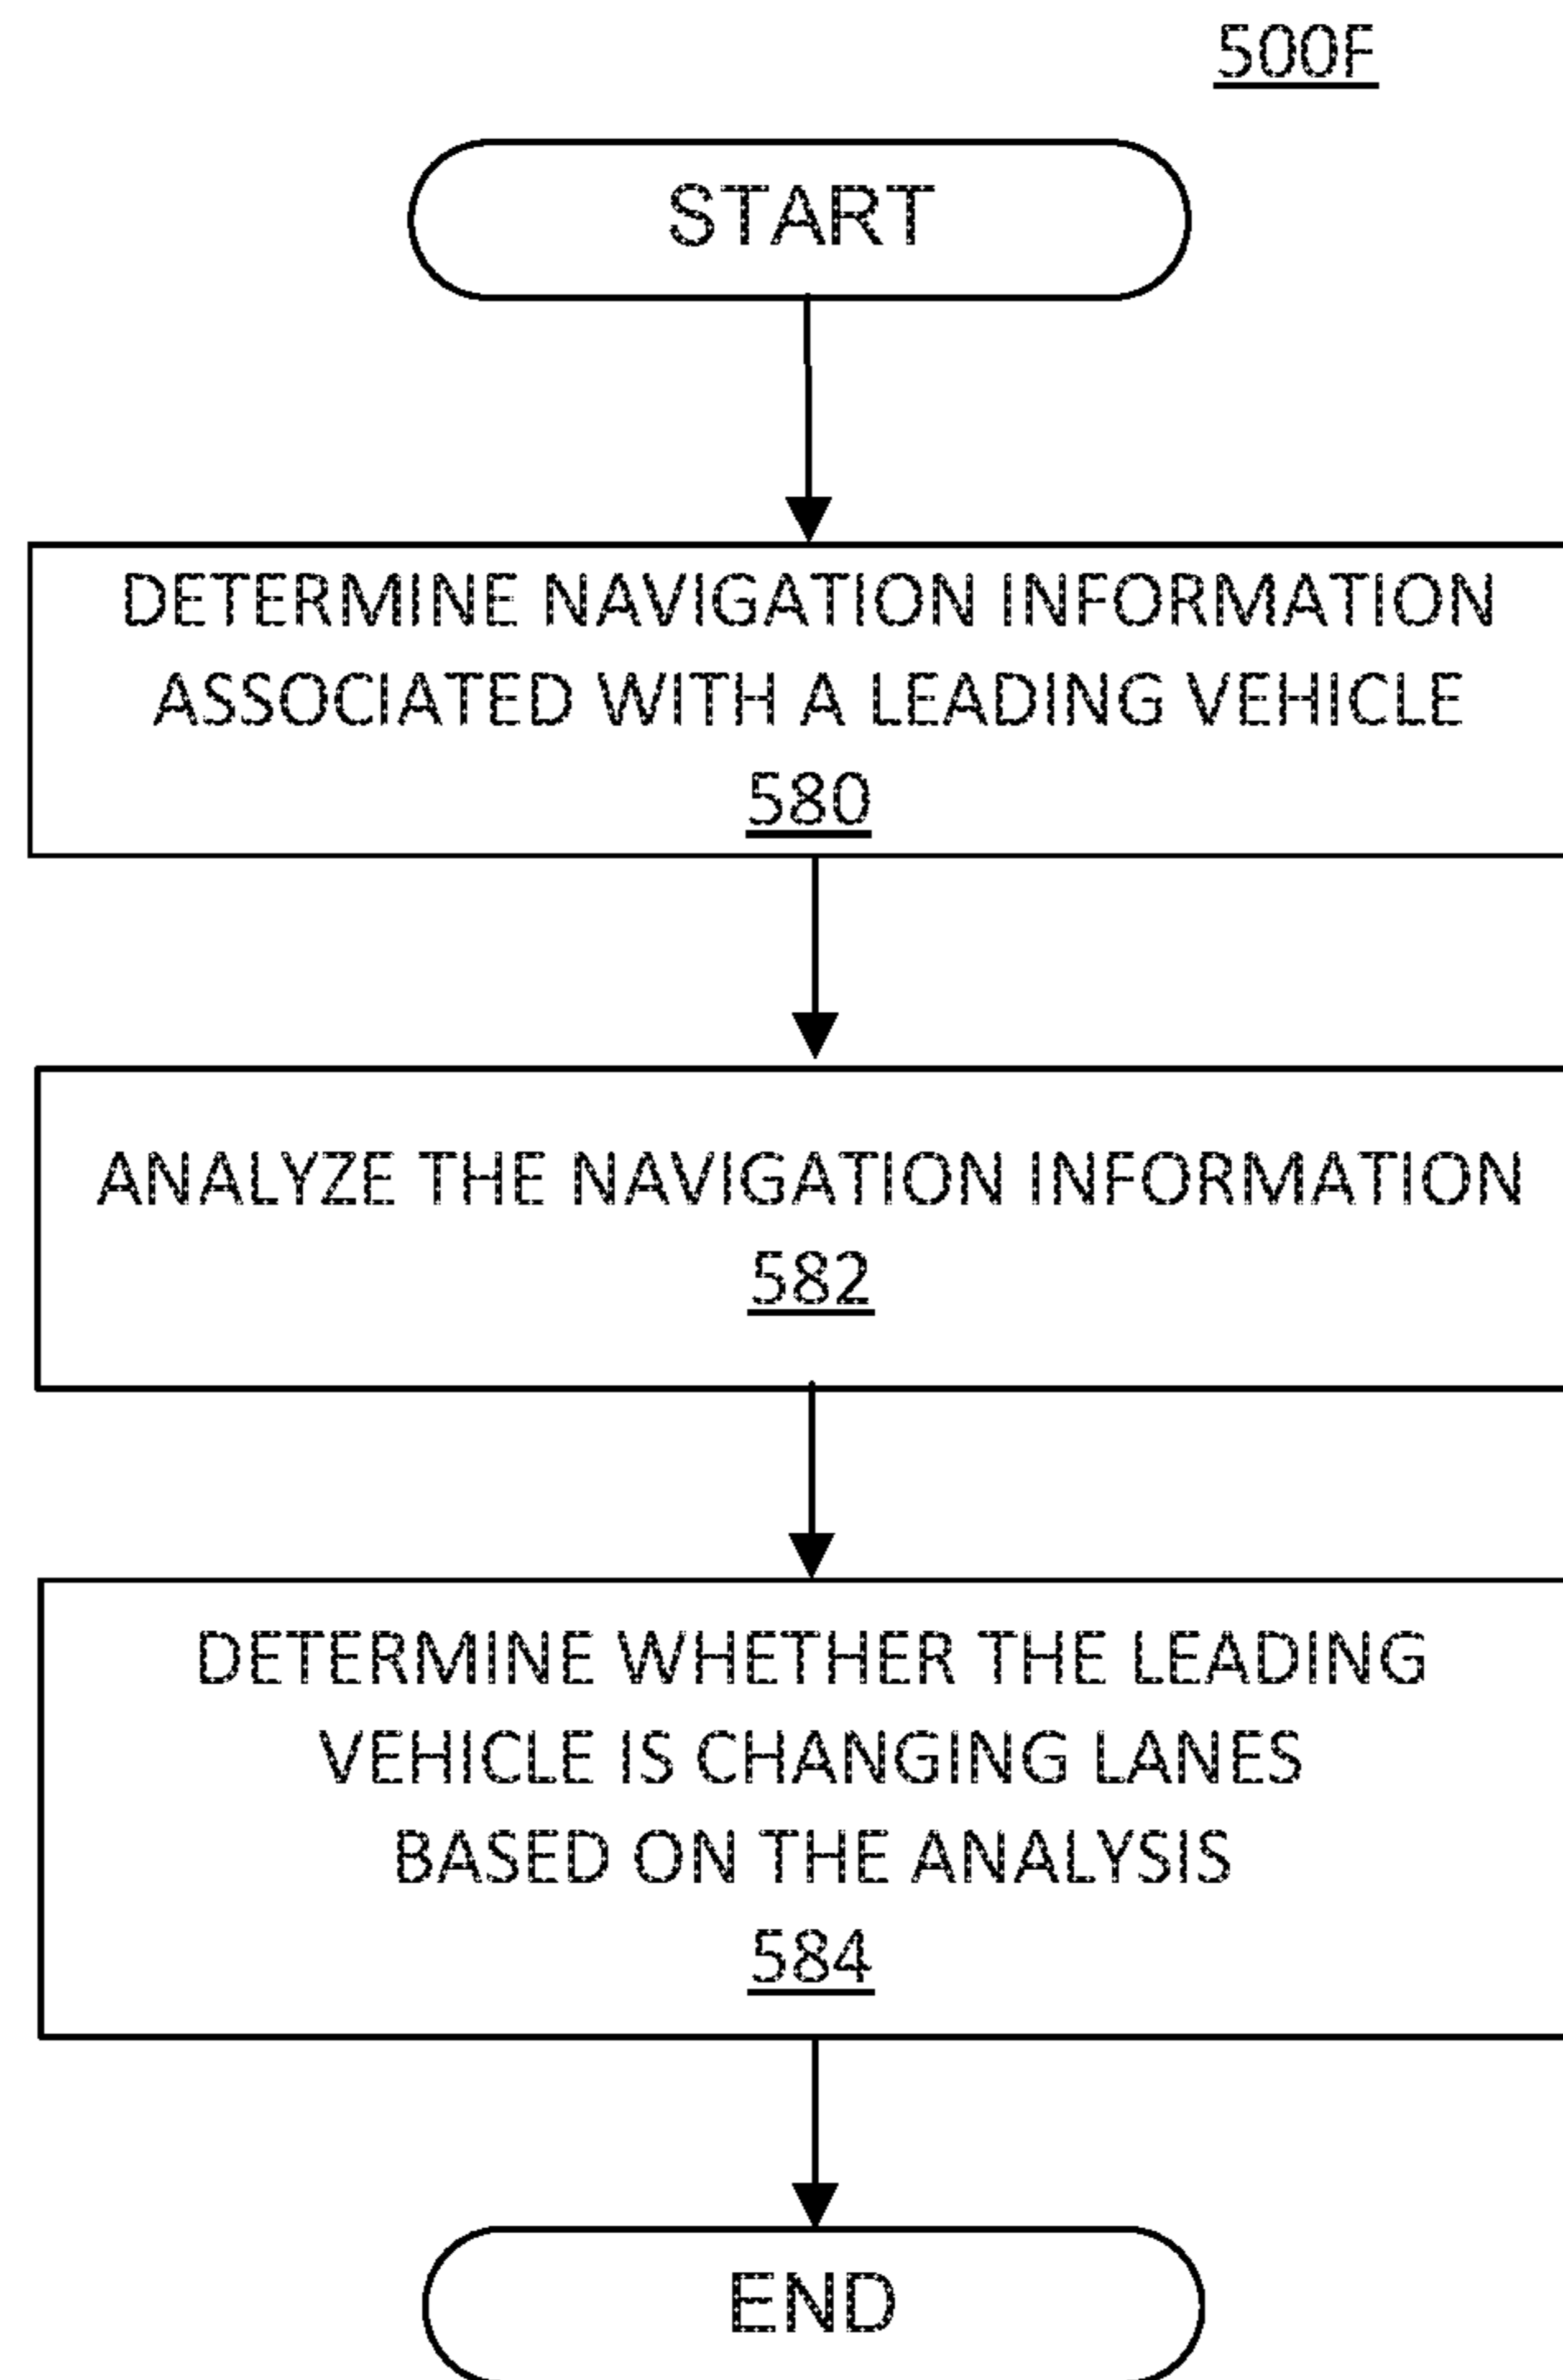 500F
START
DETERMINE NAVIGATION INFORMATION
ASSOCIATED WITH A LEADING VEHICLE
580
ANALYZE THE NAVIGATION INFORMATION
582
DETERMINE WHETHER THE LEADING
VEHICLE IS CHANGING LANES
BASED ON THE ANALYSIS
584
END